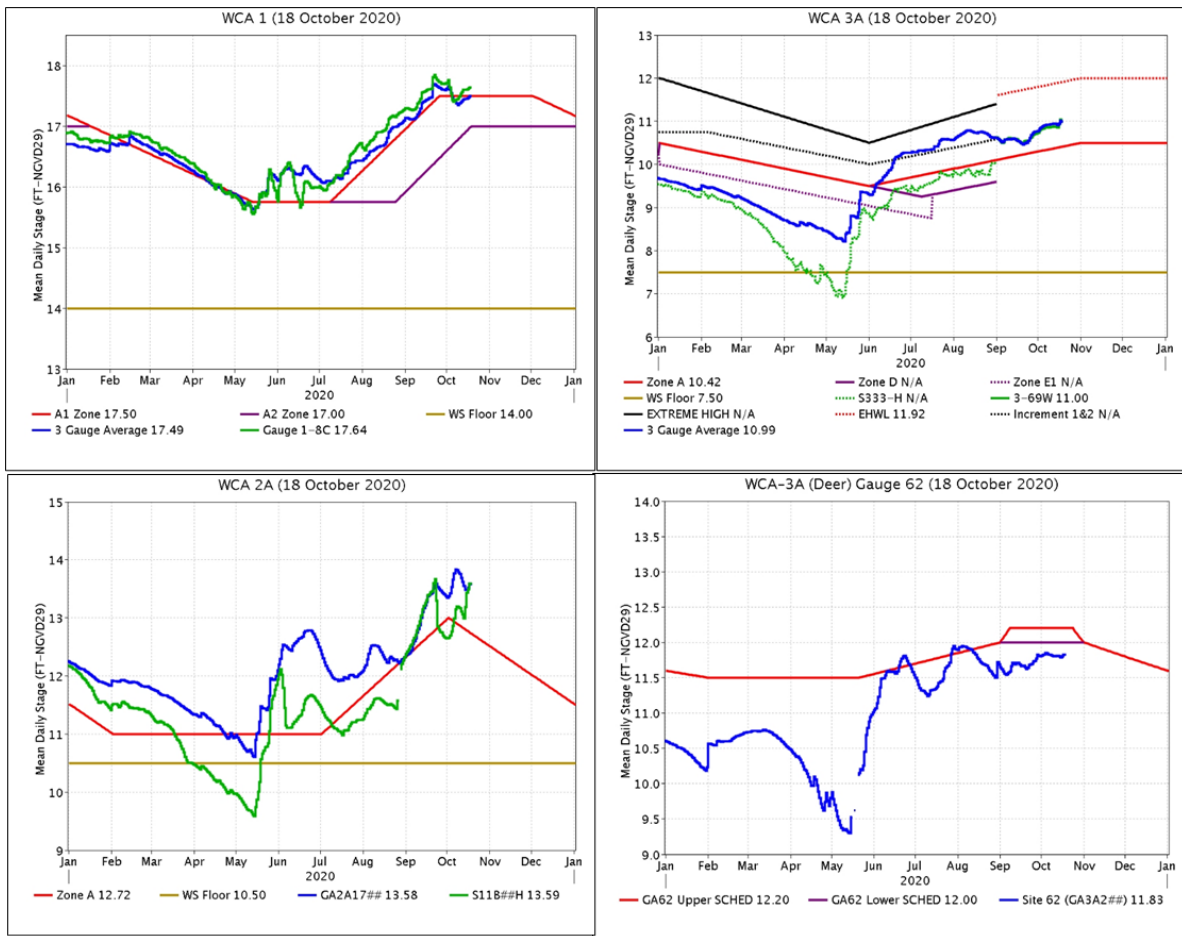 WCA 1 (18 October 2020)
Mean Daily Stage (FT-NGVD29)
18
17
16
15
14
13
Jan Feb Mar Apr May Jun Jul Aug Sep Oct Nov Dec Jan
2020
A1 Zone 17.50 A2 Zone 17.00 WS Floor 14.00
3 Gauge Average 17.49 Gauge 1-8C 17.64
WCA 3A (18 October 2020)
Mean Daily Stage (FT-NGVD29)
13
12
11
10
9
8
7
6
Jan Feb Mar Apr May Jun Jul Aug Sep Oct Nov Dec Jan
2020
Zone A 10.42 Zone D N/A Zone E1 N/A
WS Floor 7.50 S333-H N/A 3-69W 11.00
EXTREME HIGH N/A EHWL 11.92 Increment 1&2 N/A
3 Gauge Average 10.99
WCA 2A (18 October 2020)
Mean Daily Stage (FT-NGVD29)
15
14
13
12
11
10
9
Jan Feb Mar Apr May Jun Jul Aug Sep Oct Nov Dec Jan
2020
Zone A 12.72 WS Floor 10.50 GA2A17## 13.58 S11B##H 13.59
WCA-3A (Deer) Gauge 62 (18 October 2020)
Mean Daily Stage (FT-NGVD29)
14.0
13.5
13.0
12.5
12.0
11.5
11.0
10.5
10.0
9.5
9.0
Jan Feb Mar Apr May Jun Jul Aug Sep Oct Nov Dec Jan
2020
GA62 Upper SCHED 12.20 GA62 Lower SCHED 12.00 Site 62 (GA3A2##) 11.83